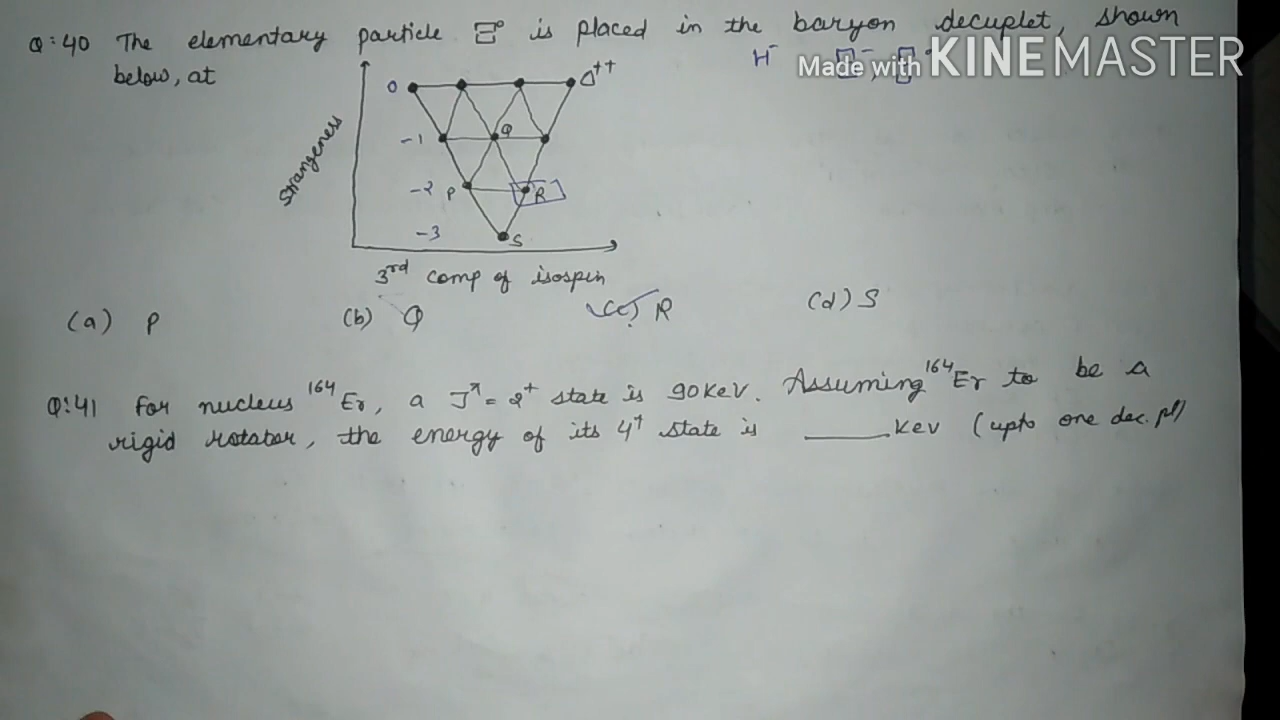 Q:40 The elementary particle Ξ° is placed in the baryon decuplet, shown
below, at
H⁻
Made with KINEMASTER
0
Δ⁺⁺
-1
Q
Strangeness
-2 P
R
-3
S
3rd comp of isospin
(a) P (b) Q (c) R (d) S
Q:41 For nucleus ¹⁶⁴Er, a J^π = 2⁺ state is 90 KeV. Assuming ¹⁶⁴Er to be a
rigid rotator, the energy of its 4⁺ state is ______ KeV (upto one dec. pl)